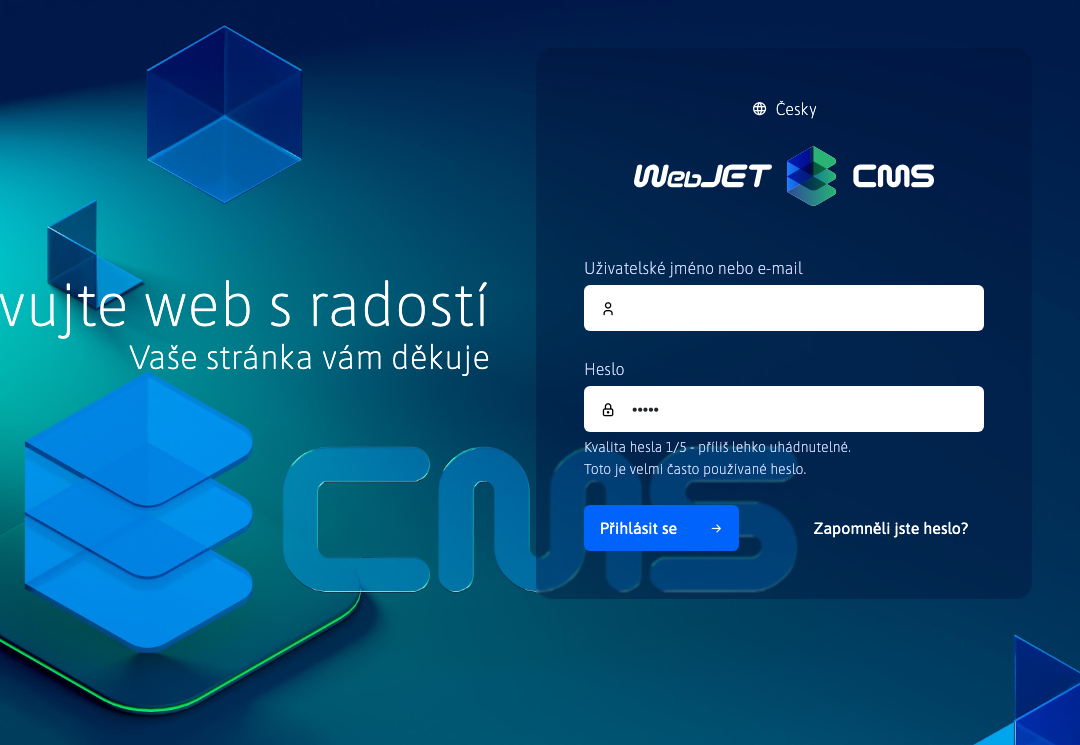 Česky
WebJET CMS
vujte web s radostí
Vaše stránka vám děkuje
CMS
Uživatelské jméno nebo e-mail
Heslo
•••••
Kvalita hesla 1/5 - příliš lehko uhádnutelné.
Toto je velmi často používané heslo.
Přihlásit se →
Zapomněli jste heslo?